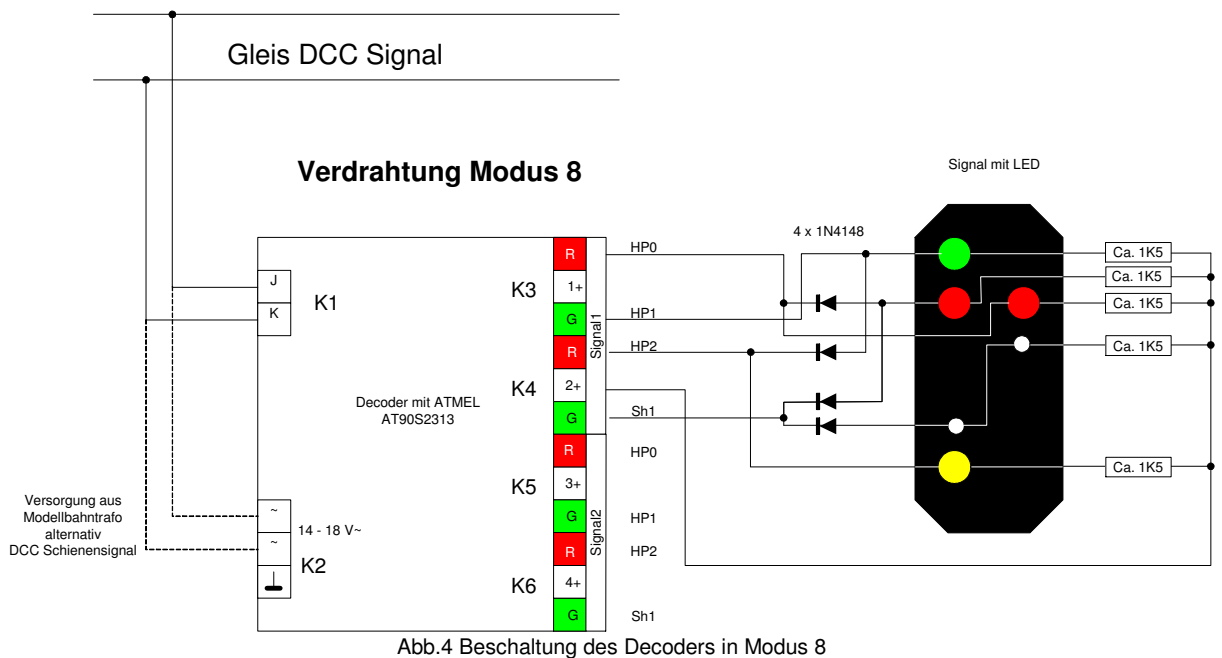 Gleis DCC Signal
Verdrahtung Modus 8
Signal mit LED
4 x 1N4148
J
K
K1
K3
R
1+
G
Signal1
HP0
HP1
K4
R
2+
G
HP2
Sh1
Decoder mit ATMEL
AT90S2313
K5
R
3+
G
Signal2
HP0
HP1
K6
R
4+
G
HP2
Sh1
Ca. 1K5
Ca. 1K5
Ca. 1K5
Ca. 1K5
Ca. 1K5
Versorgung aus
Modellbahntrafo
alternativ
DCC Schienensignal
~
~
14 - 18 V~
K2
Abb.4 Beschaltung des Decoders in Modus 8